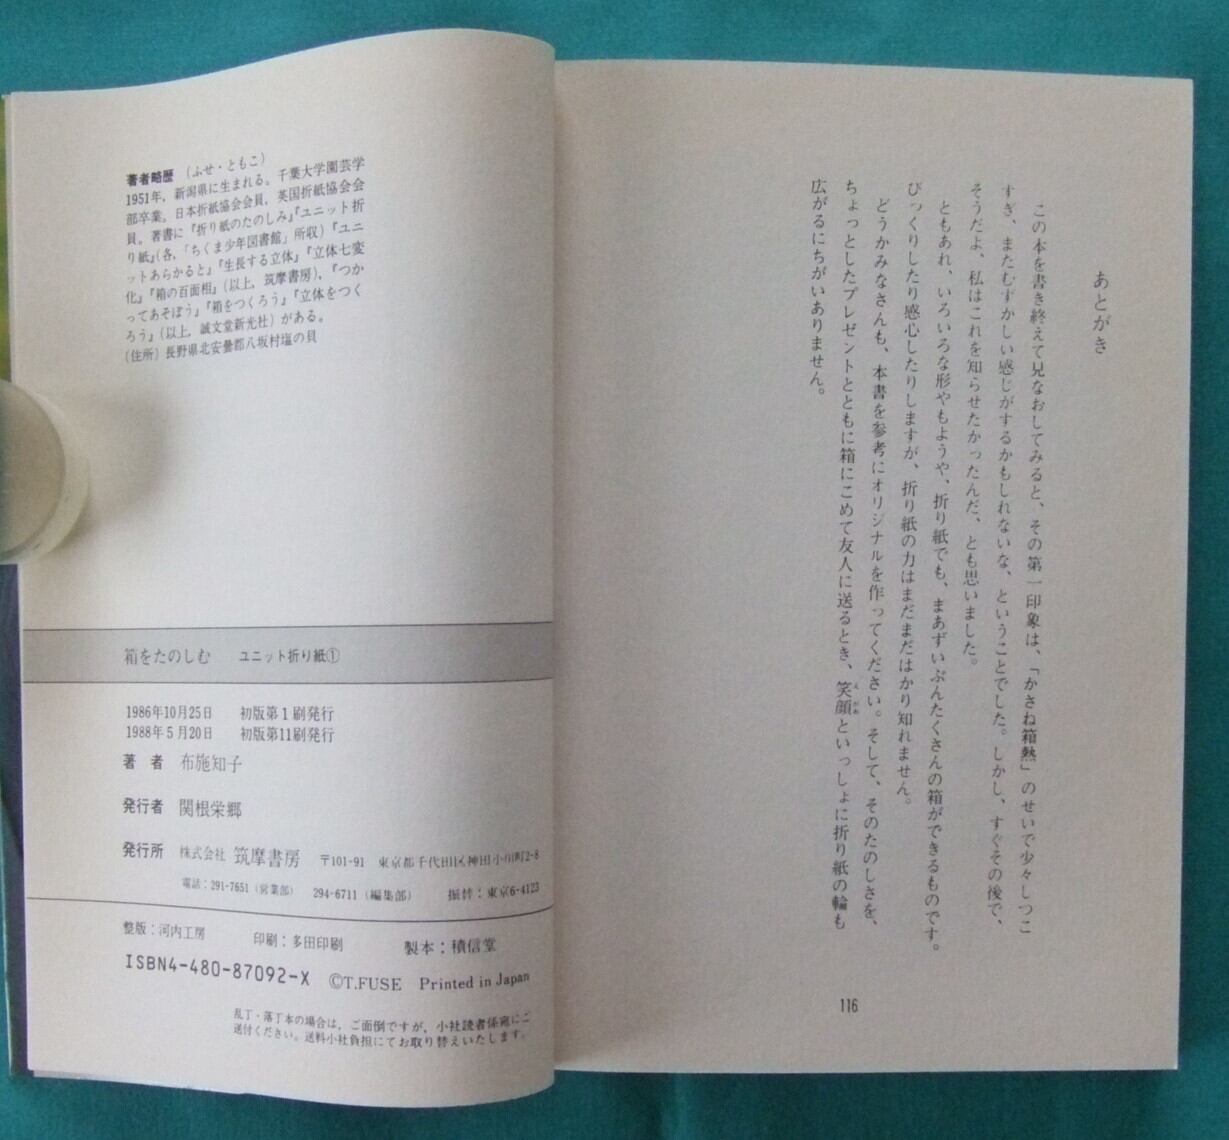 あとがき
この本を書き終えて見なおしてみると、その第一印象は、「かさね箱熱」のせいで少々しつこ
すぎ、またむずかしい感じがするかもしれないな、ということでした。しかし、すぐその後で、
そうだよ、私はこれを知らせたかったんだ、とも思いました。
ともあれ、いろいろな形やもようや、折り紙でも、まあずいぶんたくさんの箱ができるものです。
びっくりしたり感心したりしますが、折り紙の力はまだまだはかり知れません。
どうかみなさんも、本書を参考にオリジナルを作ってください。そして、そのたのしさを、
ちょっとしたプレゼントとともに箱にこめて友人に送るとき、笑顔といっしょに折り紙の輪も
えがお
広がるにちがいありません。
116
著者略歴 (ふせ・ともこ)
1951年,新潟県に生まれる。千葉大学園芸学
部卒業。日本折紙協会会員,英国折紙協会会
員。著書に『折り紙のたのしみ』『ユニット折
り紙』(各,「ちくま少年図書館」所収)『ユニ
ットあらかると』『生長する立体』『立体七変
化』『箱の百面相』(以上,筑摩書房),『つか
ってあそぼう』『箱をつくろう』『立体をつく
ろう』(以上,誠文堂新光社)がある。
(住所) 長野県北安曇郡八坂村塩の貝
箱をたのしむ ユニット折り紙①
1986年10月25日 初版第1刷発行
1988年5月20日 初版第11刷発行
著者 布施知子
発行者 関根栄郷
発行所 株式会社 筑摩書房 〒101-91 東京都千代田区神田小川町2-8
電話:291-7651(営業部) 294-6711(編集部) 振替:東京6-4123
整版:河内工房 印刷:多田印刷 製本:積信堂
ISBN4-480-87092-X ©T.FUSE Printed in Japan
乱丁・落丁本の場合は,ご面倒ですが,小社読者係宛にご
送付ください。送料小社負担にてお取り替えいたします。